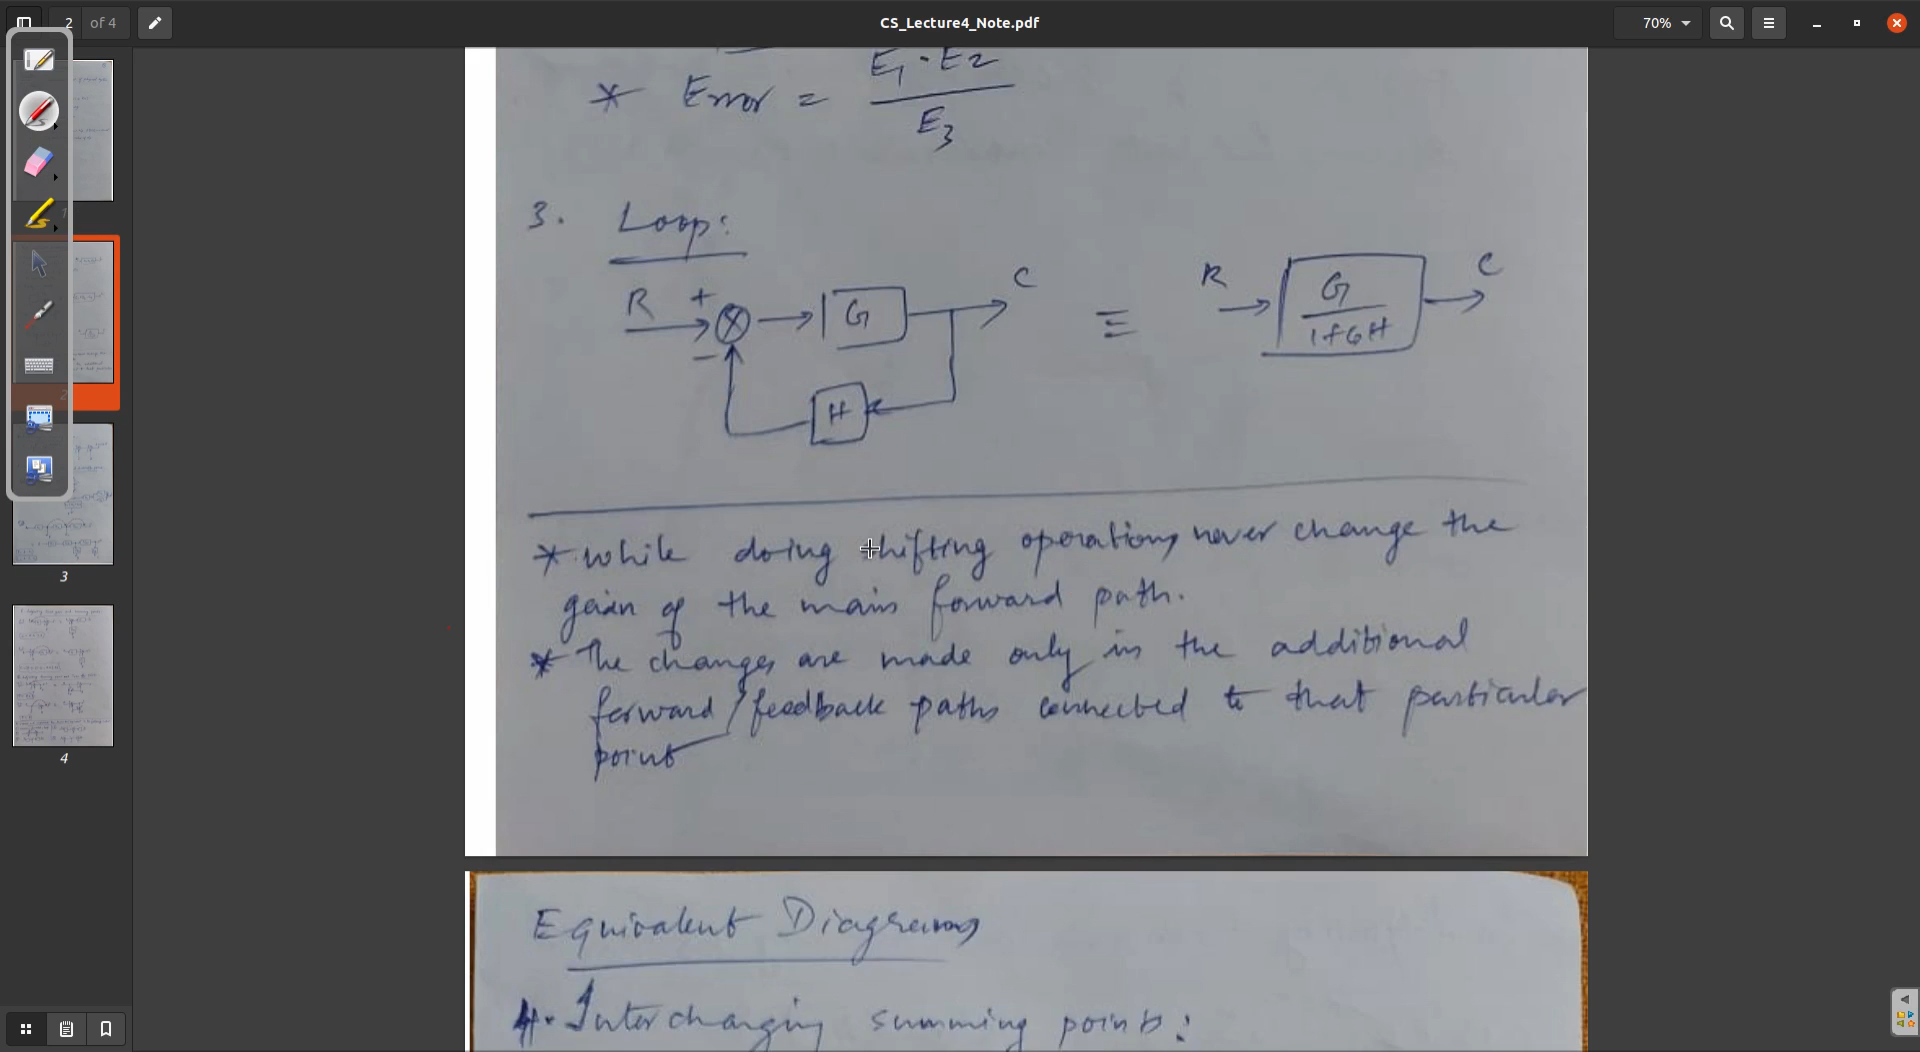 2 of 4
CS_Lecture4_Note.pdf
70%
* Error = E1 · E2 / E3
3. Loop:
R + - G H C ≡ R G / 1+GH C
* while doing shifting operations never change the
gain of the main forward path.
* The changes are made only in the additional
forward / feedback paths connected to that particular
point
Equivalent Diagrams
4. Interchanging summing points:
1
2
3
4